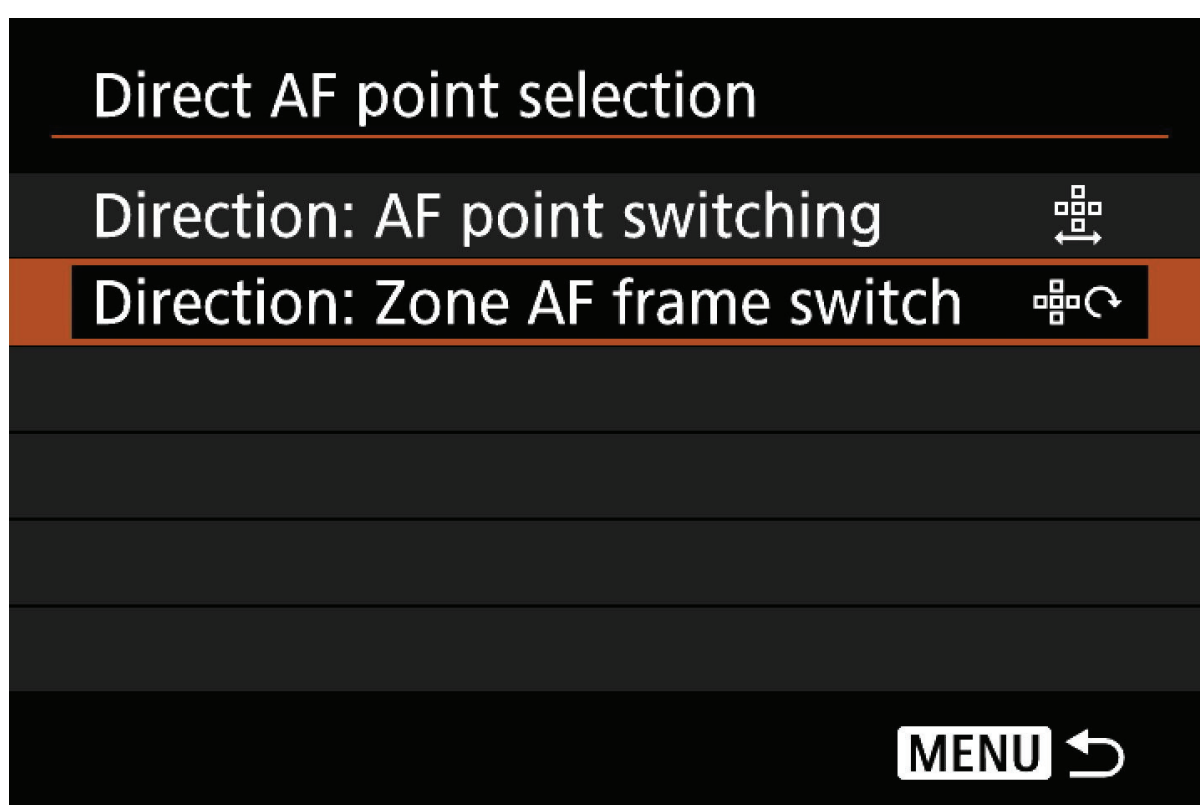 Direct AF point selection
Direction: AF point switching
Direction: Zone AF frame switch
MENU